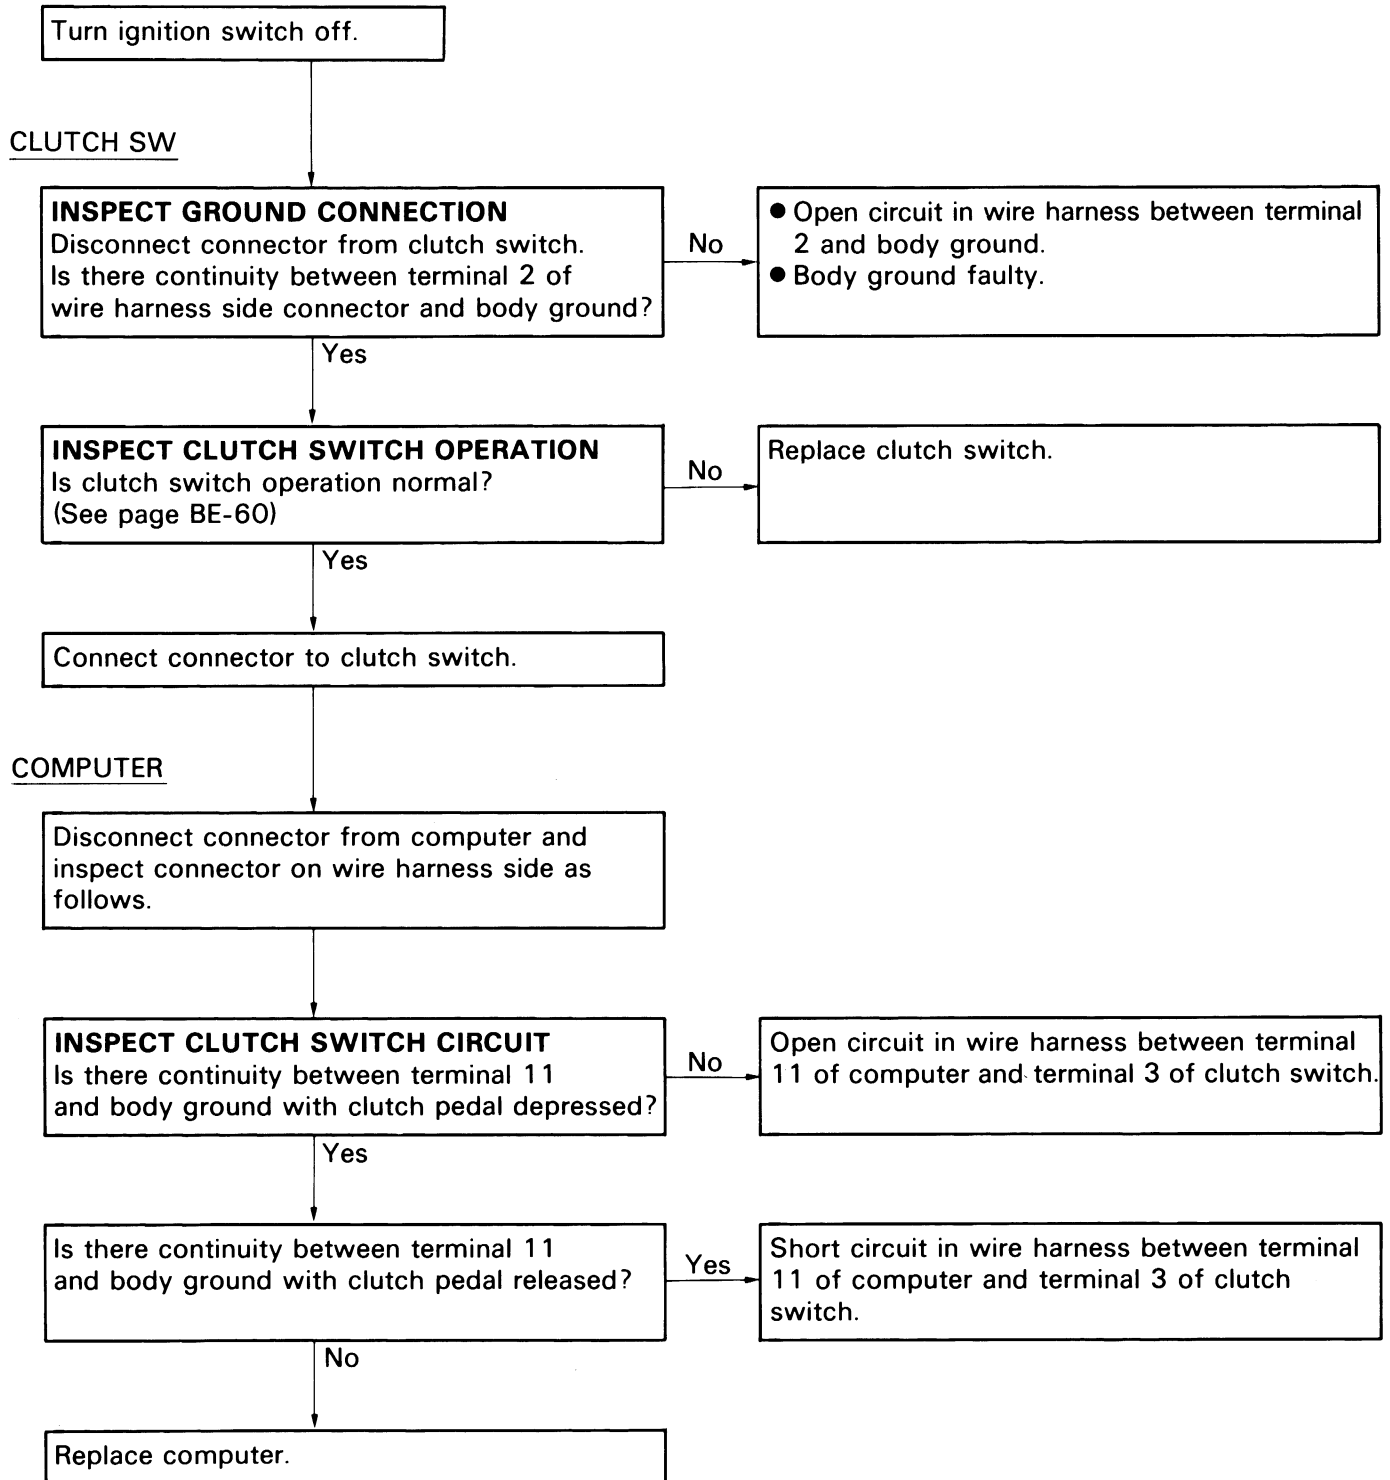 Turn ignition switch off.
CLUTCH SW
INSPECT GROUND CONNECTION
Disconnect connector from clutch switch.
Is there continuity between terminal 2 of
wire harness side connector and body ground?
No
● Open circuit in wire harness between terminal
2 and body ground.
● Body ground faulty.
Yes
INSPECT CLUTCH SWITCH OPERATION
Is clutch switch operation normal?
(See page BE-60)
No
Replace clutch switch.
Yes
Connect connector to clutch switch.
COMPUTER
Disconnect connector from computer and
inspect connector on wire harness side as
follows.
INSPECT CLUTCH SWITCH CIRCUIT
Is there continuity between terminal 11
and body ground with clutch pedal depressed?
No
Open circuit in wire harness between terminal
11 of computer and terminal 3 of clutch switch.
Yes
Is there continuity between terminal 11
and body ground with clutch pedal released?
Yes
Short circuit in wire harness between terminal
11 of computer and terminal 3 of clutch
switch.
No
Replace computer.